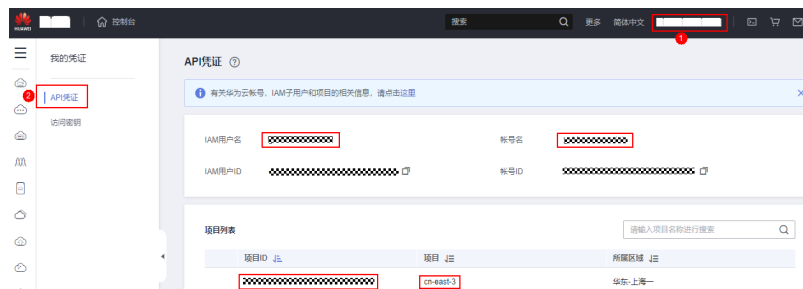 HUAWEI 控制台 搜索 更多 简体中文
1
我的凭证
API凭证
2 API凭证
访问密钥
有关华为云帐号、IAM子用户和项目的相关信息，请点击这里
IAM用户名 帐号名
IAM用户ID 帐号ID
项目列表 请输入项目名称进行搜索
项目ID 项目 所属区域
cn-east-3 华东-上海一